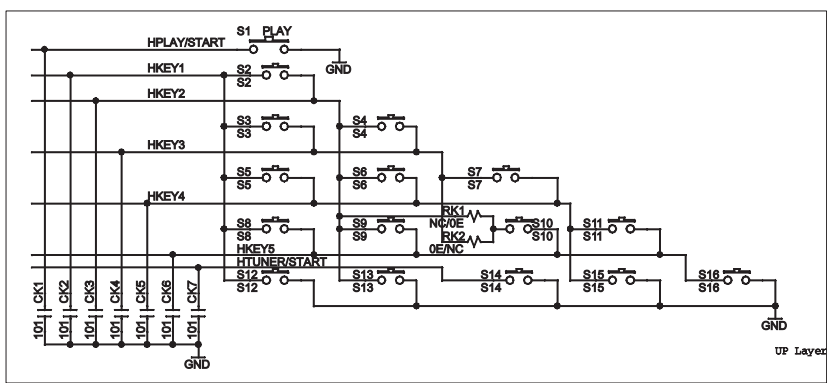 S1 PLAY
HPLAY/START
GND
HKEY1
S2
S2
HKEY2
S3
S3
S4
S4
HKEY3
S5
S5
S6
S6
S7
S7
HKEY4
S8
S8
S9
S9
RK1
NC/0E
RK2
0E/NC
S10
S10
S11
S11
HKEY5
HTUNER/START
S12
S12
S13
S13
S14
S14
S15
S15
S16
S16
CK1
CK2
CK3
CK4
CK5
CK6
CK7
101
101
101
101
101
101
101
GND
GND
UP Layer